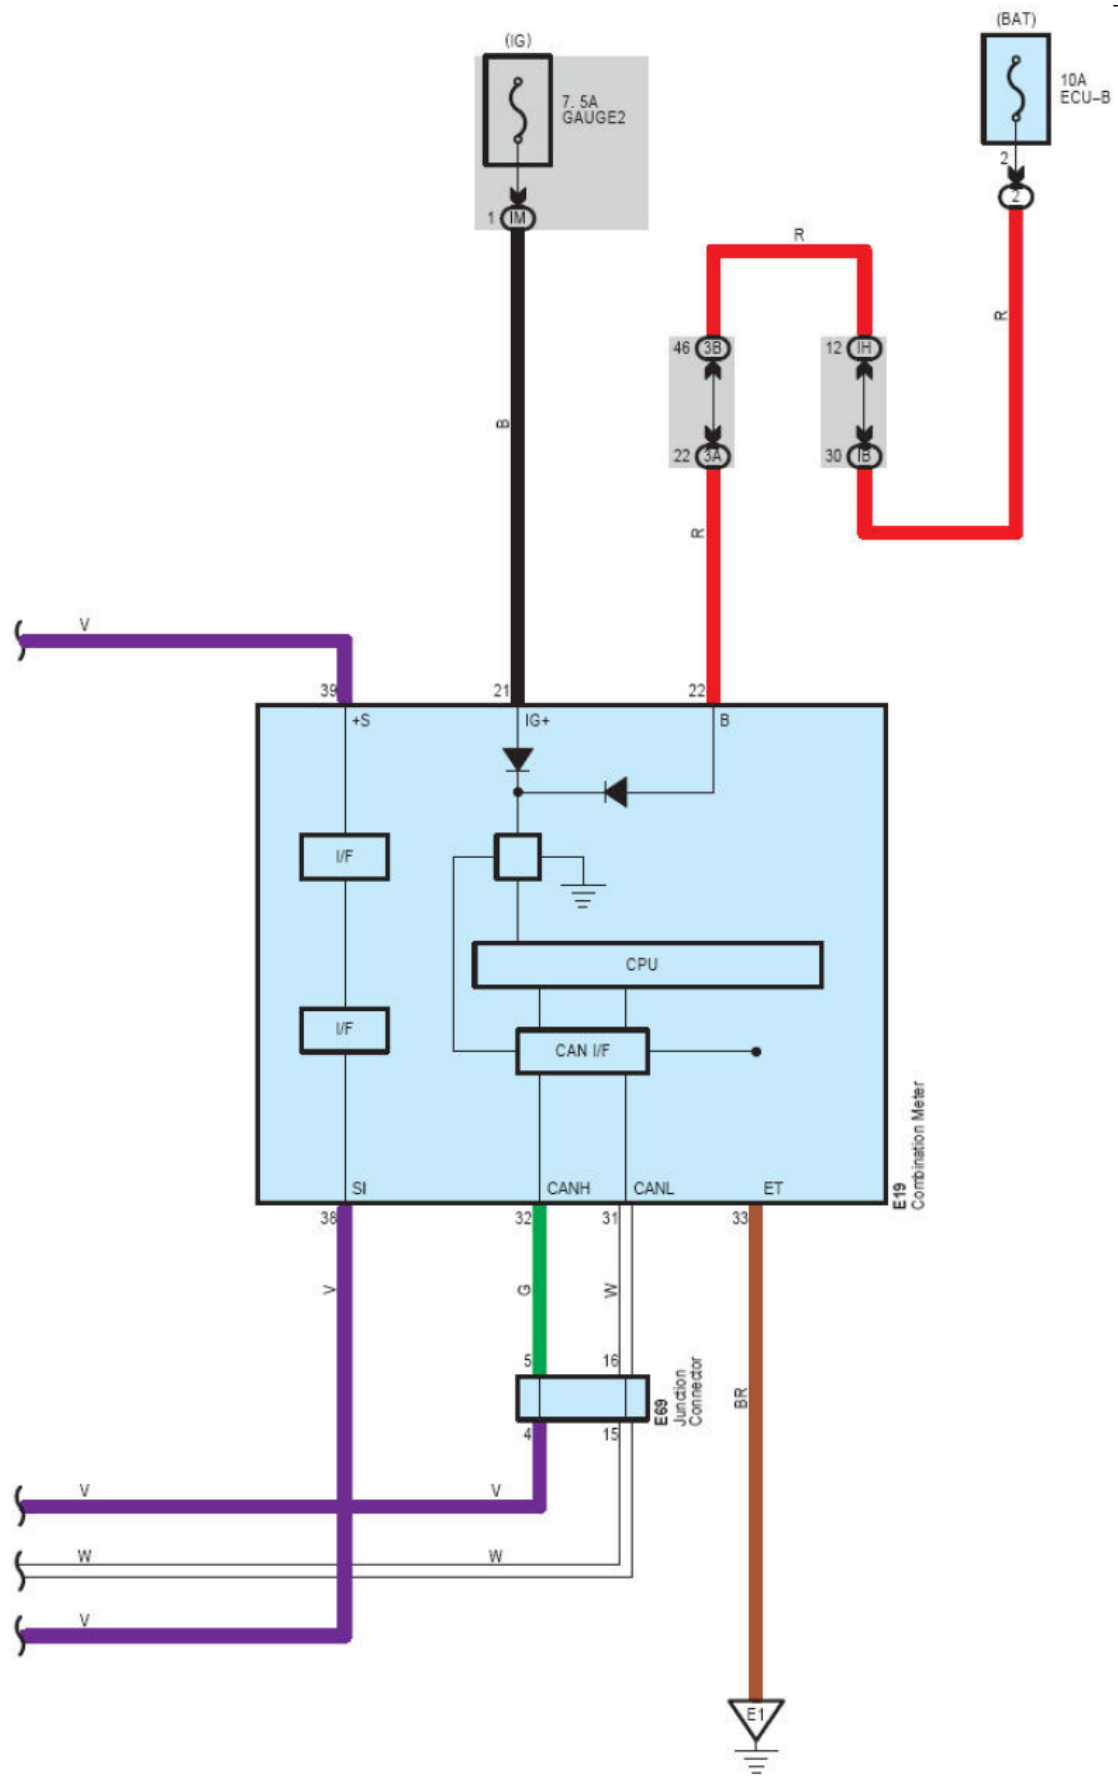 (BAT)
(IG)
10A
ECU-B
7. 5A
GAUGE2
2
2
1 IM
R
R
46 3B
12 IH
B
22 3A
30 IB
R
V
39
21
22
+S
IG+
B
I/F
CPU
I/F
CAN I/F
E19
Combination Meter
SI
CANH
CANL
ET
38
32
31
33
V
G
W
5
16
E69
Junction
Connector
BR
4
15
V
V
W
W
V
E1